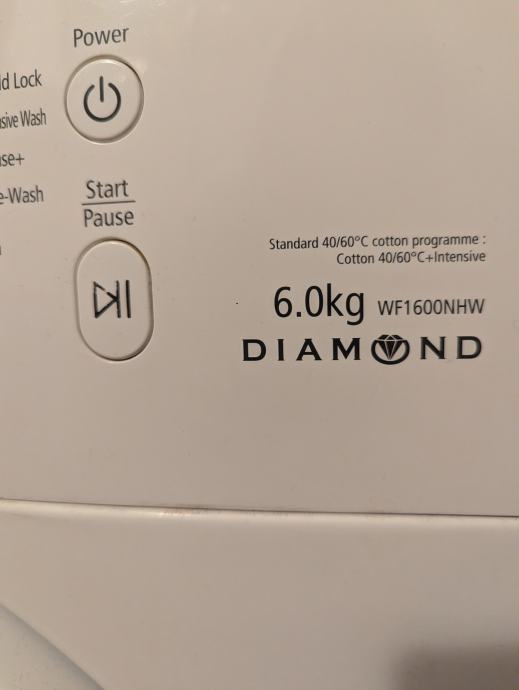 Power
d Lock
sive Wash
se+
e-Wash
Start
Pause
Standard 40/60°C cotton programme :
Cotton 40/60°C+Intensive
6.0kg WF1600NHW
DIAMOND